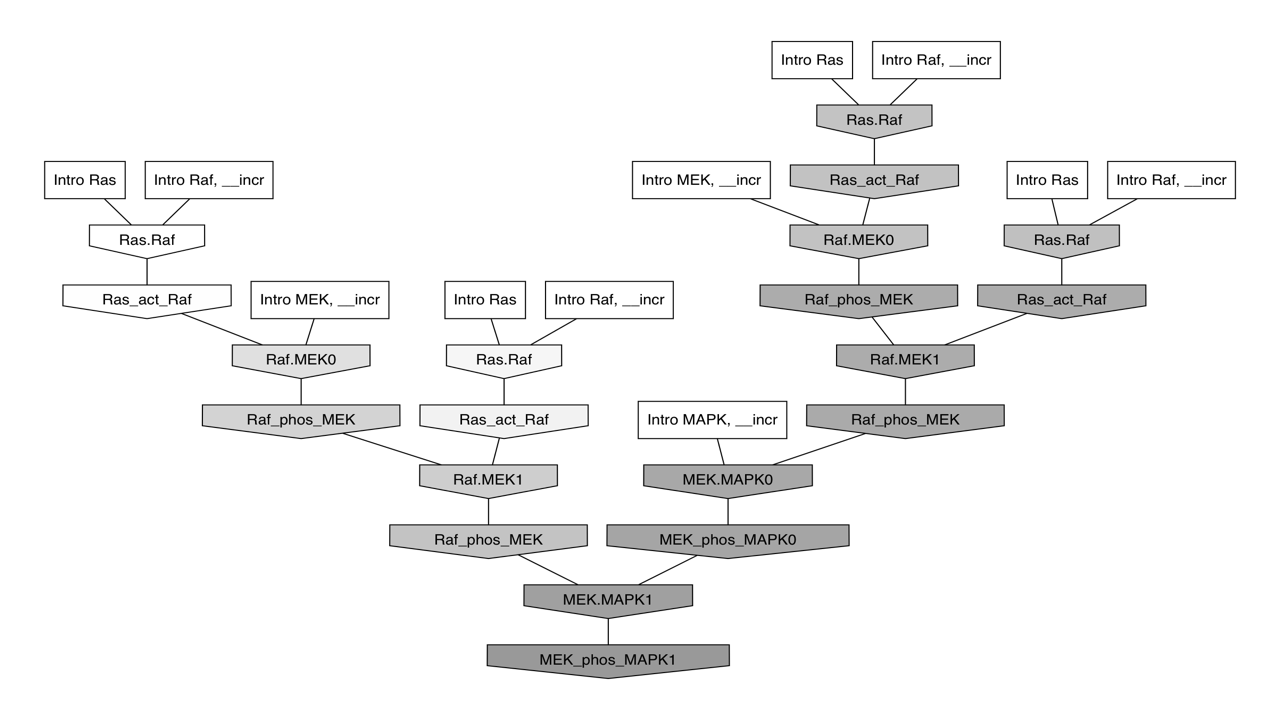 Intro Ras
Intro Raf, __incr
Ras.Raf
Intro Ras
Intro Raf, __incr
Intro MEK, __incr
Ras_act_Raf
Intro Ras
Intro Raf, __incr
Ras.Raf
Raf.MEK0
Ras.Raf
Ras_act_Raf
Intro MEK, __incr
Intro Ras
Intro Raf, __incr
Raf_phos_MEK
Ras_act_Raf
Raf.MEK0
Ras.Raf
Raf.MEK1
Raf_phos_MEK
Ras_act_Raf
Intro MAPK, __incr
Raf_phos_MEK
Raf.MEK1
MEK.MAPK0
Raf_phos_MEK
MEK_phos_MAPK0
MEK.MAPK1
MEK_phos_MAPK1